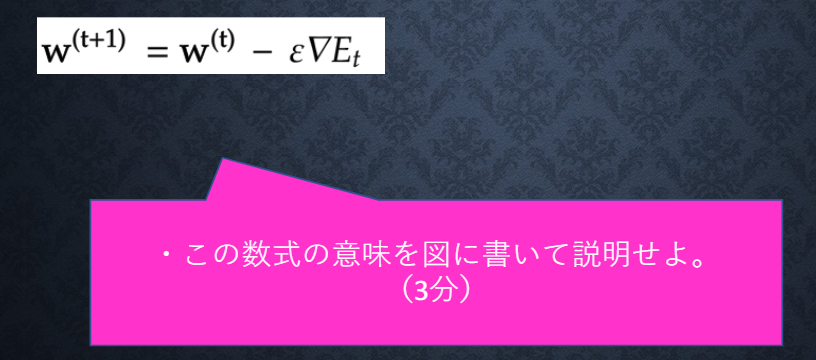 w^(t+1) = w^(t) − ε∇E_t
・この数式の意味を図に書いて説明せよ。
（3分）